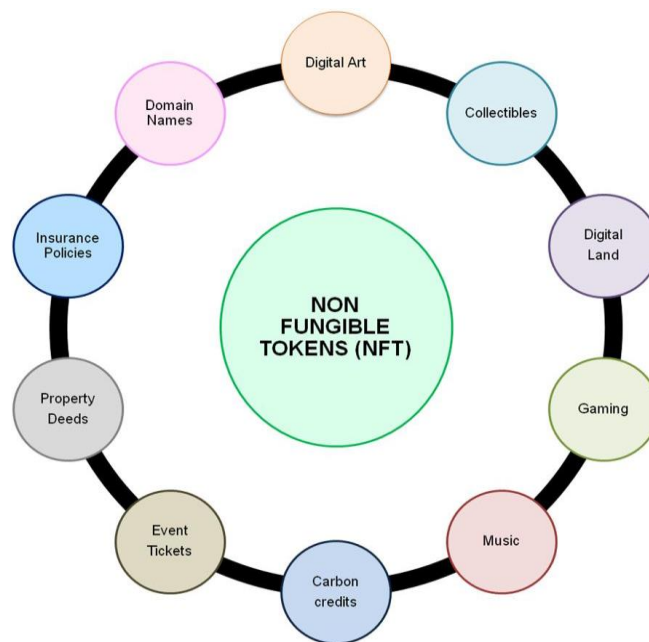 Digital Art
Collectibles
Digital
Land
Gaming
Music
Carbon
credits
Event
Tickets
Property
Deeds
Insurance
Policies
Domain
Names
NON
FUNGIBLE
TOKENS (NFT)